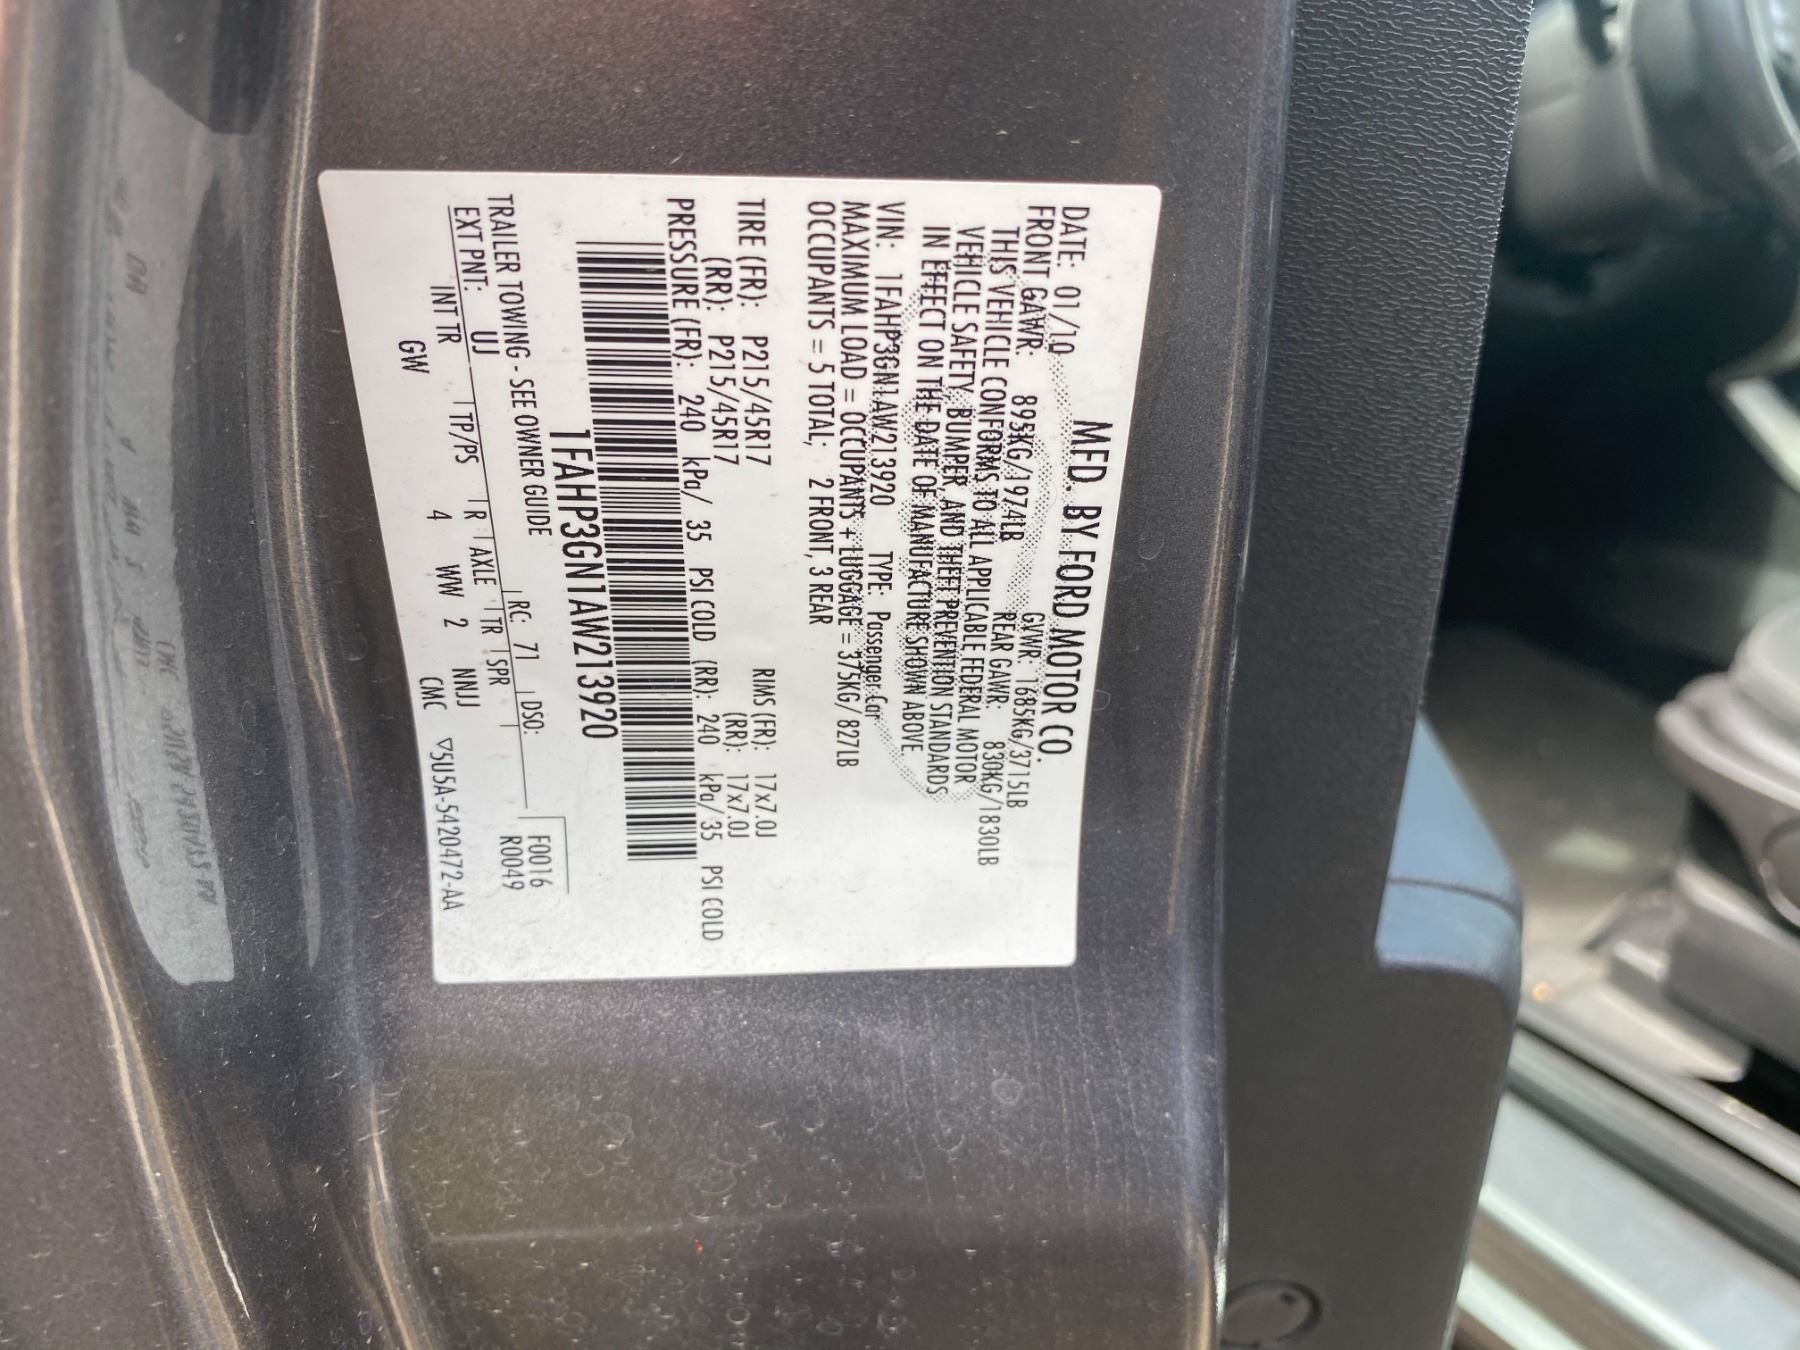 MFD. BY FORD MOTOR CO.
DATE: 01/10 GVWR: 1685KG/3715LB
FRONT GAWR: 895KG/1974LB REAR GAWR: 830KG/1830LB
THIS VEHICLE CONFORMS TO ALL APPLICABLE FEDERAL MOTOR
VEHICLE SAFETY, BUMPER, AND THEFT PREVENTION STANDARDS
IN EFFECT ON THE DATE OF MANUFACTURE SHOWN ABOVE.
VIN: 1FAHP3GN1AW213920 TYPE: Passenger Car
MAXIMUM LOAD = OCCUPANTS + LUGGAGE = 375KG/ 827LB
OCCUPANTS = 5 TOTAL; 2 FRONT, 3 REAR
TIRE (FR): P215/45R17 RIMS (FR): 17x7.0J
(RR): P215/45R17 (RR): 17x7.0J
PRESSURE (FR): 240 kPa/ 35 PSI COLD (RR): 240 kPa/35 PSI COLD
1FAHP3GN1AW213920
F0016
TRAILER TOWING - SEE OWNER GUIDE R0049
EXT PNT: UJ RC: 71 DSO:
INT TR TP/PS R AXLE TR SPR
GW 4 WW 2 NNJJ
CMC ▽5U5A-5420472-AA